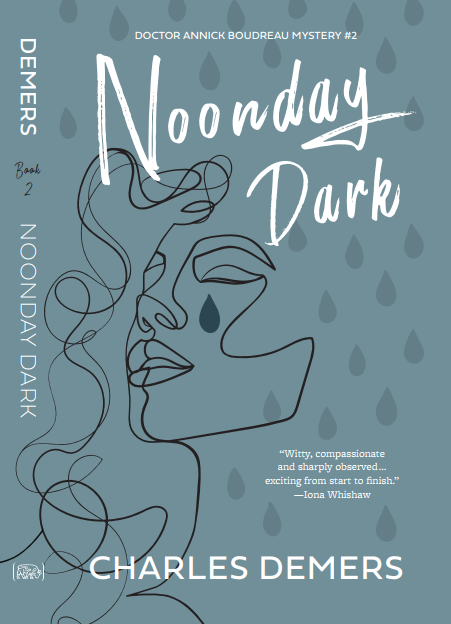 DOCTOR ANNICK BOUDREAU MYSTERY #2
Noonday
Dark
“Witty, compassionate
and sharply observed...
exciting from start to finish.”
—Iona Whishaw
CHARLES DEMERS
DEMERS
Book
2
NOONDAY DARK